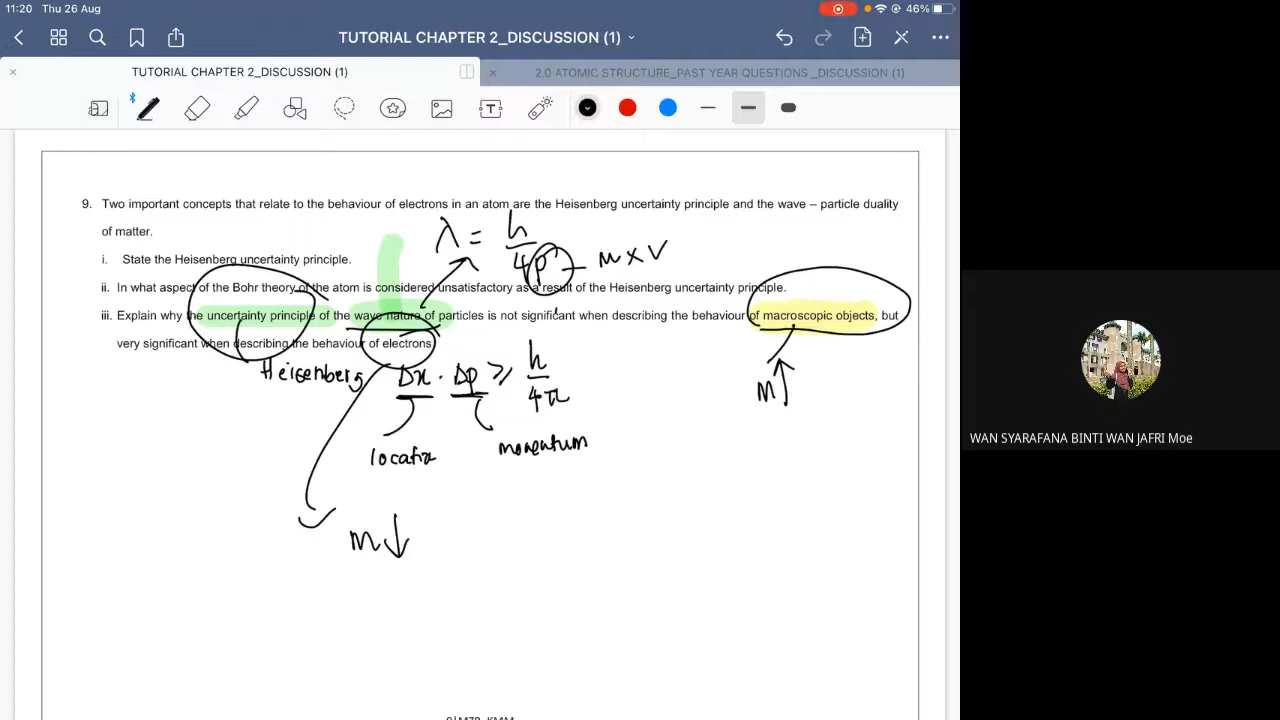 11:20 Thu 26 Aug
46%
TUTORIAL CHAPTER 2_DISCUSSION (1)
TUTORIAL CHAPTER 2_DISCUSSION (1)
2.0 ATOMIC STRUCTURE_PAST YEAR QUESTIONS _DISCUSSION (1)
9. Two important concepts that relate to the behaviour of electrons in an atom are the Heisenberg uncertainty principle and the wave – particle duality
of matter.
λ = h/4p – m x v
i. State the Heisenberg uncertainty principle.
ii. In what aspect of the Bohr theory of the atom is considered unsatisfactory as a result of the Heisenberg uncertainty principle.
iii. Explain why the uncertainty principle of the wave nature of particles is not significant when describing the behaviour of macroscopic objects, but
very significant when describing the behaviour of electrons.
Heisenberg Δx · Δp ≥ h/4π
m↑
momentum
m↓
WAN SYARAFANA BINTI WAN JAFRI Moe